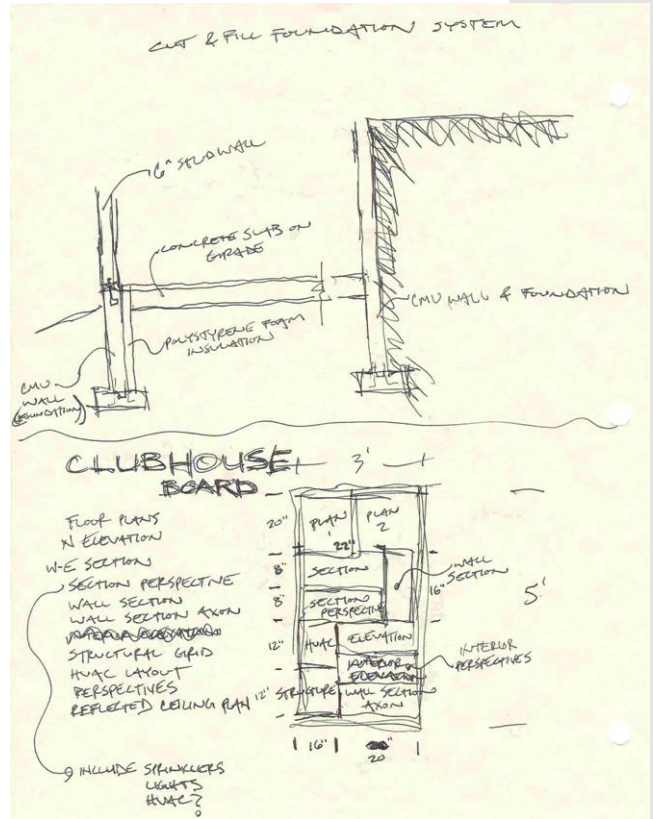 CUT & FILL FOUNDATION SYSTEM
6" STUD WALL
CONCRETE SLAB ON
GRADE
CMU WALL & FOUNDATION
POLYSTYRENE FOAM
INSULATION
CMU
WALL
(FOUNDATION)
CLUBHOUSE
BOARD
3'
FLOOR PLANS
N ELEVATION
W-E SECTION
SECTION PERSPECTIVE
WALL SECTION
WALL SECTION AXON
STRUCTURAL GRID
HVAC LAYOUT
PERSPECTIVES
REFLECTED CEILING PLAN
INCLUDE SPRINKLERS
LIGHTS
HVAC?
20"
PLAN
1
PLAN
2
22"
8"
SECTION
WALL
SECTION
8"
SECTION
PERSPECTIVE
16"
5'
12"
HVAC
ELEVATION
INTERIOR
PERSPECTIVES
INTERIOR
ELEVATION
12"
STRUCTURE
WALL SECTION
AXON
16"
20"